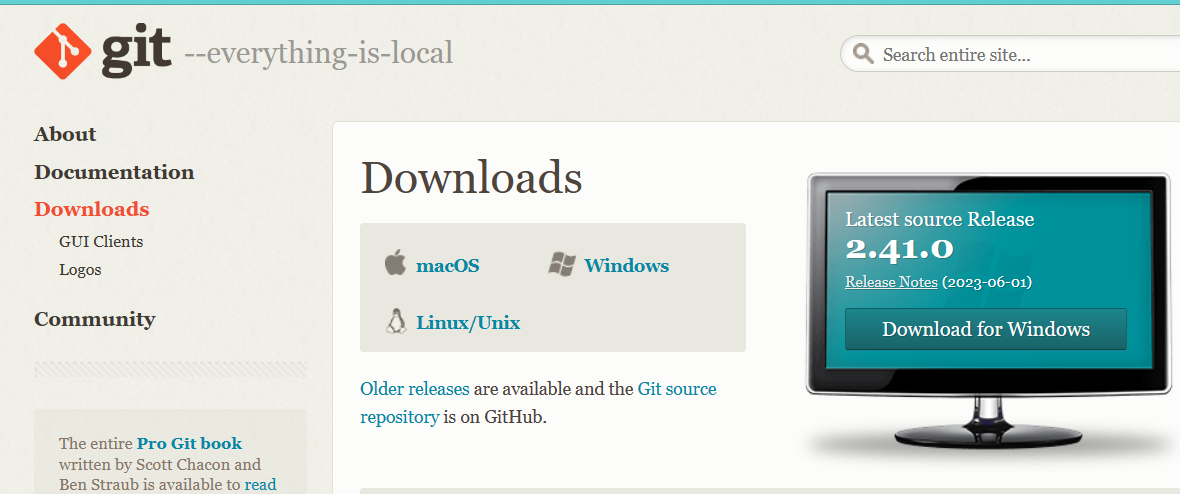 git --everything-is-local
Search entire site...
About
Documentation
Downloads
GUI Clients
Logos
Community
The entire Pro Git book
written by Scott Chacon and
Ben Straub is available to read
Downloads
macOS
Windows
Linux/Unix
Older releases are available and the Git source
repository is on GitHub.
Latest source Release
2.41.0
Release Notes (2023-06-01)
Download for Windows